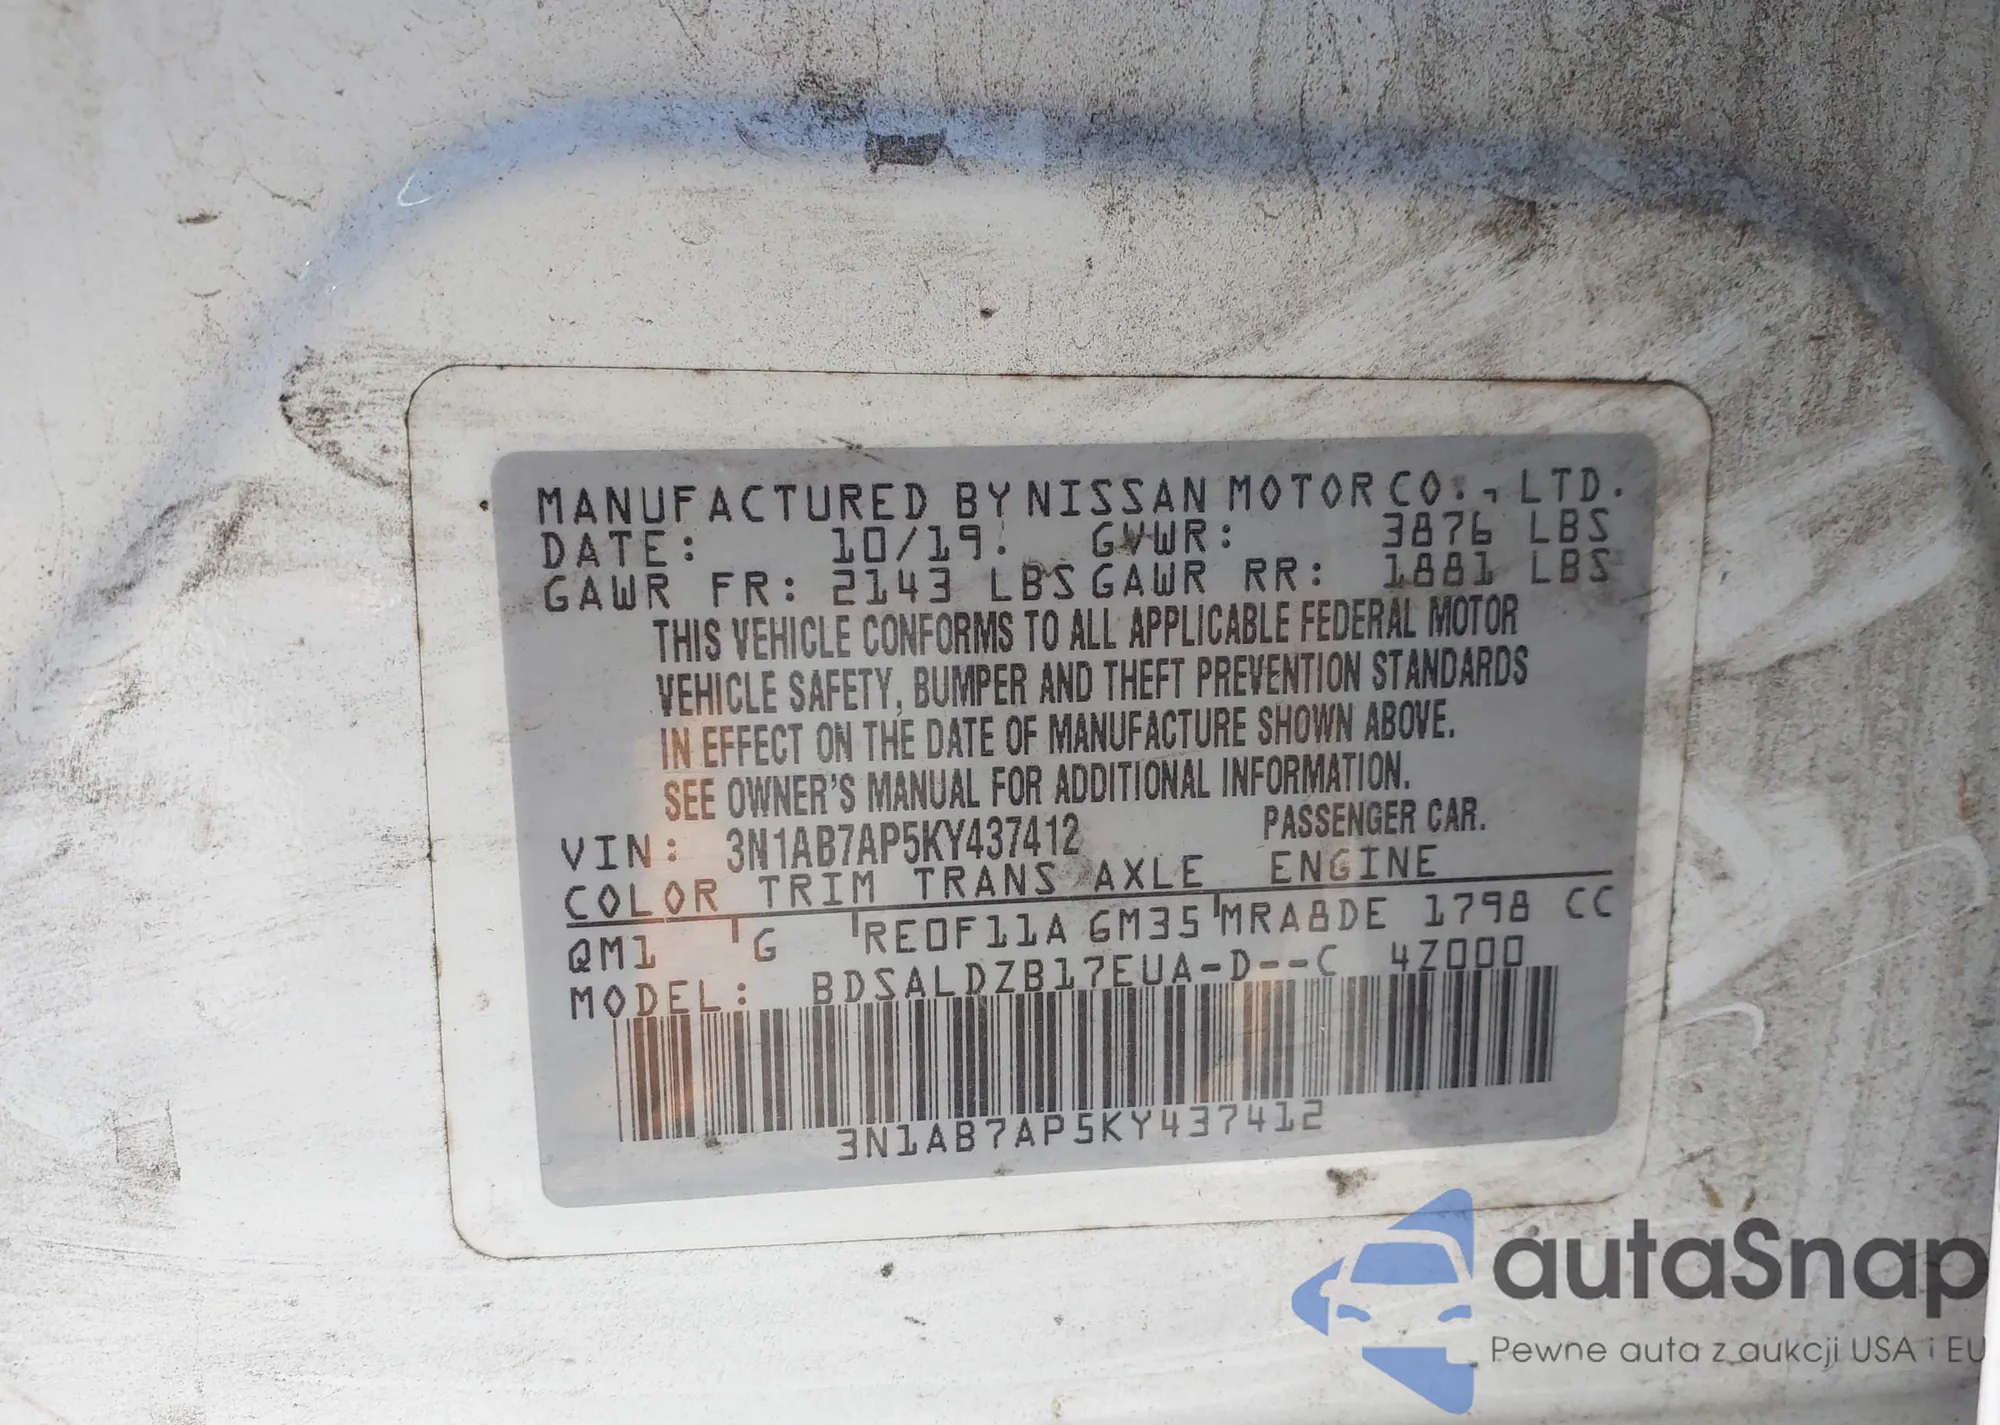 MANUFACTURED BY NISSAN MOTOR CO., LTD.
DATE: 10/19. GVWR: 3876 LBS
GAWR FR: 2143 LBS GAWR RR: 1881 LBS
THIS VEHICLE CONFORMS TO ALL APPLICABLE FEDERAL MOTOR
VEHICLE SAFETY, BUMPER AND THEFT PREVENTION STANDARDS
IN EFFECT ON THE DATE OF MANUFACTURE SHOWN ABOVE.
SEE OWNER'S MANUAL FOR ADDITIONAL INFORMATION.
VIN: 3N1AB7AP5KY437412 PASSENGER CAR.
COLOR TRIM TRANS AXLE ENGINE
QM1 G RE0F11A GM35 MRA8DE 1798 CC
MODEL: BDSALDZB17EUA-D--C 4Z000
3N1AB7AP5KY437412
autaSnap
Pewne auta z aukcji USA i EU